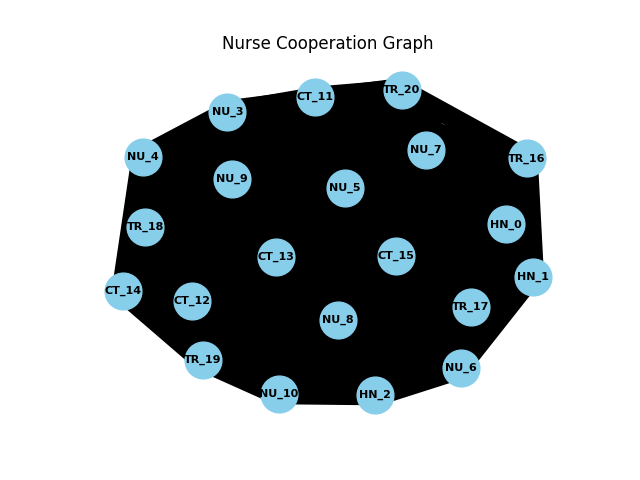 Nurse Cooperation Graph
TR_20
CT_11
NU_3
NU_7
NU_4
TR_16
NU_9
NU_5
HN_0
TR_18
CT_15
CT_13
HN_1
CT_14
CT_12
TR_17
NU_8
TR_19
NU_6
NU_10
HN_2